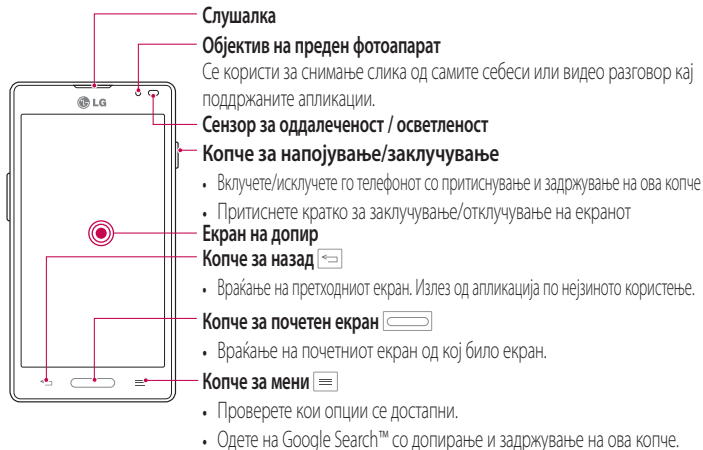 Слушалка
Објектив на преден фотоапарат
Се користи за снимање слика од самите себеси или видео разговор кај
поддржаните апликации.
LG
Сензор за оддалеченост / осветленост
Копче за напојување/заклучување
• Вклучете/исклучете го телефонот со притиснување и задржување на ова копче
• Притиснете кратко за заклучување/отклучување на екранот
Екран на допир
Копче за назад
• Враќање на претходниот екран. Излез од апликација по нејзиното користење.
Копче за почетен екран
• Враќање на почетниот екран од кој било екран.
Копче за мени
• Проверете кои опции се достапни.
• Одете на Google Search™ со допирање и задржување на ова копче.